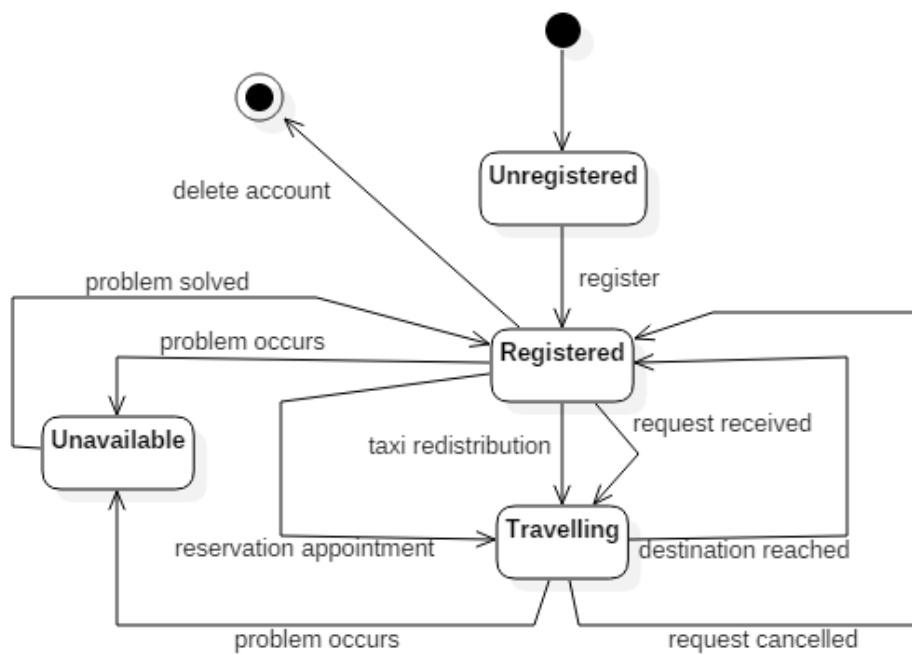 Unregistered
delete account
register
problem solved
problem occurs
Registered
request received
Unavailable
taxi redistribution
Travelling
reservation appointment
destination reached
problem occurs
request cancelled